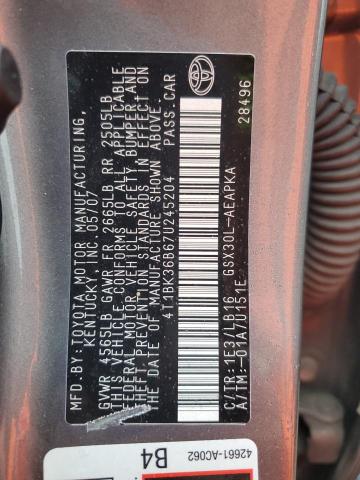 MFD. BY:TOYOTA MOTOR MANUFACTURING,
KENTUCKY, INC. 05/07
GVWR 4565LB GAWR FR 2665LB RR 2505LB
THIS VEHICLE CONFORMS TO ALL APPLICABLE
FEDERAL MOTOR VEHICLE SAFETY, BUMPER, AND
THEFT PREVENTION STANDARDS IN EFFECT ON
THE DATE OF MANUFACTURE SHOWN ABOVE.
4T1BK36B67U245204 PASS.CAR
C/TR:1E3/LB16 GSX30L-AEAPKA
A/TM:-01A/U151E 28496
42661-AC062
B4